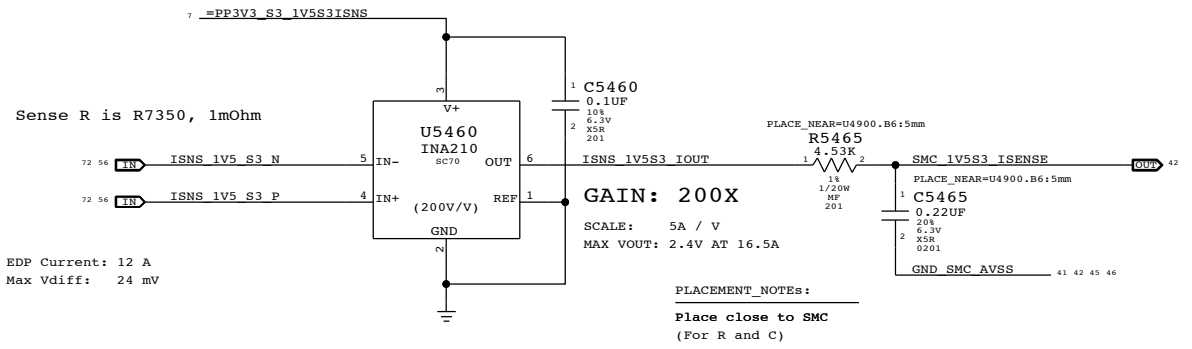 7 =PP3V3_S3_1V5S3ISNS
Sense R is R7350, 1mOhm
3
V+
U5460
INA210
SC70
1 C5460
0.1UF
10%
6.3V
2 X5R
201
PLACE_NEAR=U4900.B6:5mm
R5465
4.53K
1 2
1%
1/20W
MF
201
72 56 IN ISNS_1V5_S3_N 5 IN- OUT 6 ISNS_1V5S3_IOUT
SMC_1V5S3_ISENSE OUT 42
72 56 IN ISNS_1V5_S3_P 4 IN+ REF 1
(200V/V)
GND
2
GAIN: 200X
SCALE: 5A / V
MAX VOUT: 2.4V AT 16.5A
PLACE_NEAR=U4900.B6:5mm
1 C5465
0.22UF
20%
6.3V
2 X5R
0201
GND_SMC_AVSS 41 42 45 46
EDP Current: 12 A
Max Vdiff: 24 mV
PLACEMENT_NOTEs:
Place close to SMC
(For R and C)